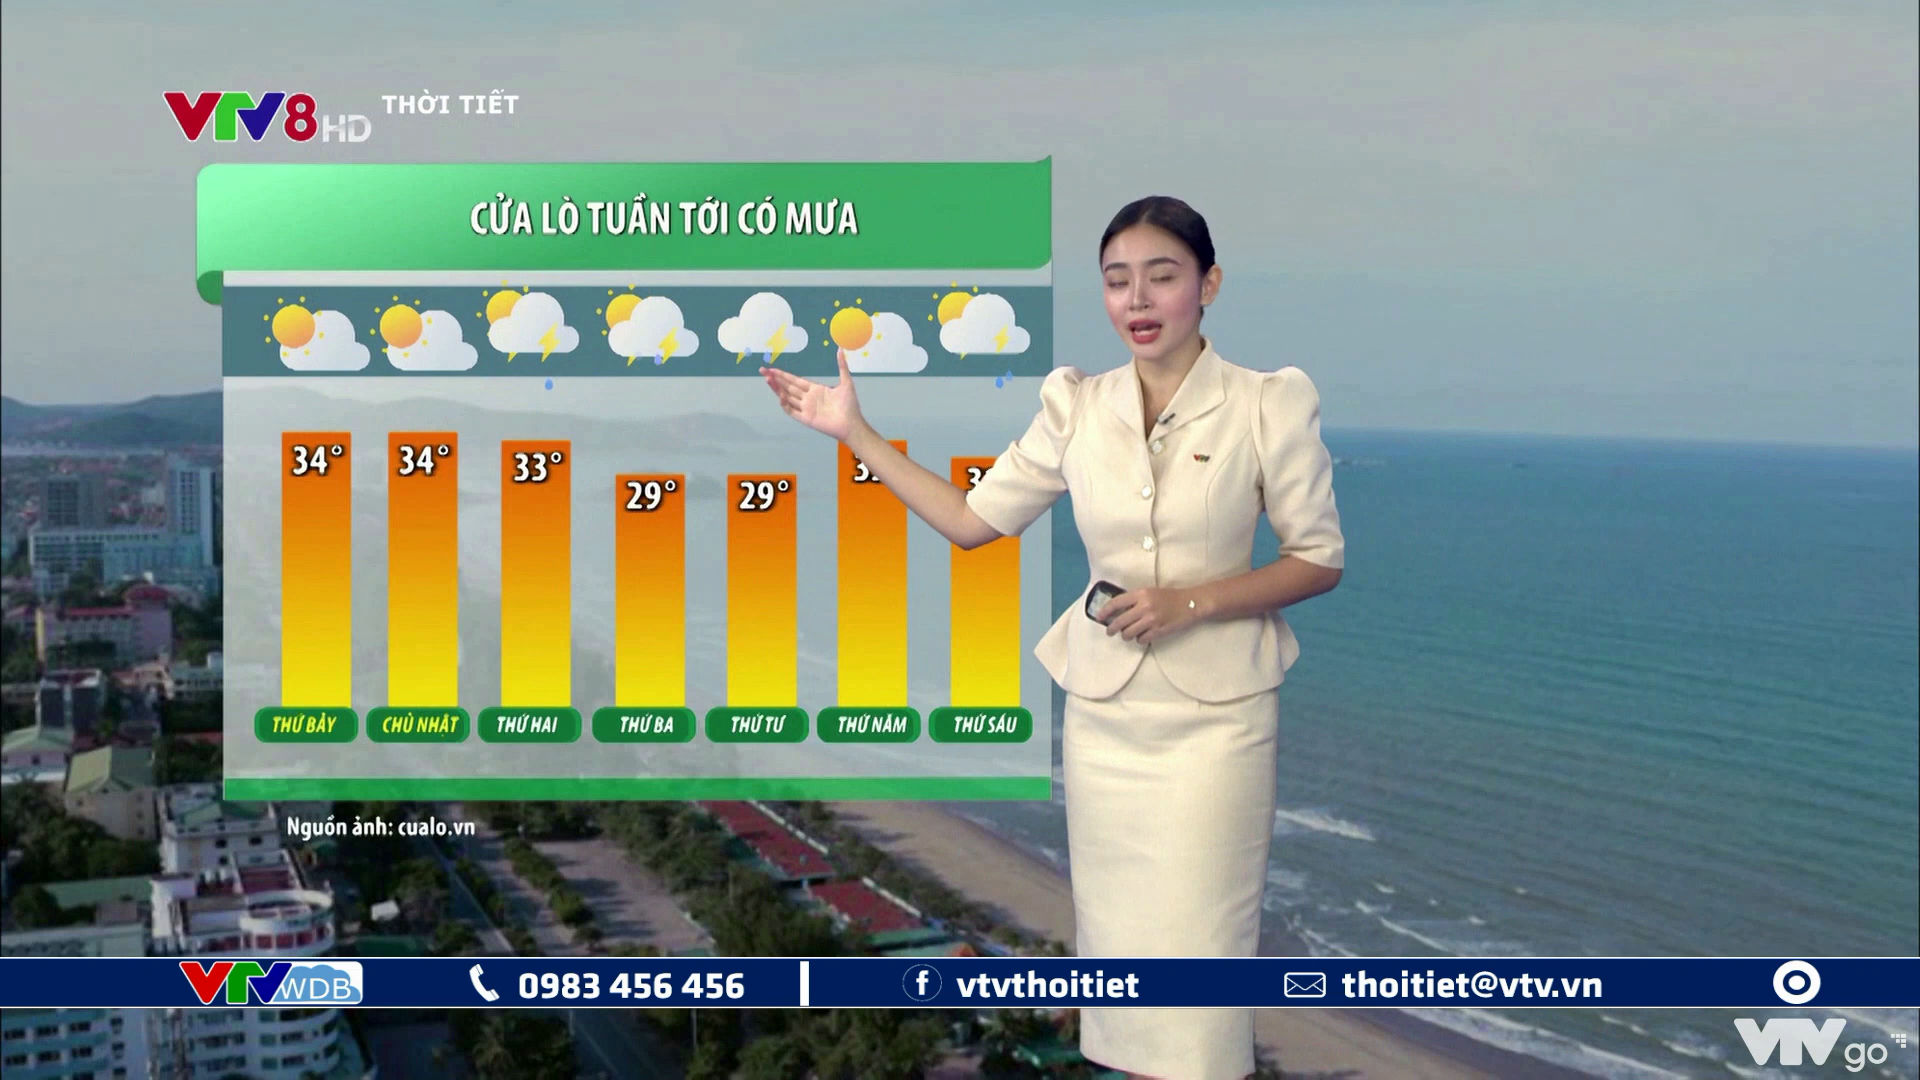 VTV8 HD
THỜI TIẾT
CỬA LÒ TUẦN TỚI CÓ MƯA
34° 34° 33° 29° 29°
THỨ BẢY CHỦ NHẬT THỨ HAI THỨ BA THỨ TƯ THỨ NĂM THỨ SÁU
Nguồn ảnh: cualo.vn
VTV WDB 0983 456 456 vtvthoitiet thoitiet@vtv.vn
VTV go